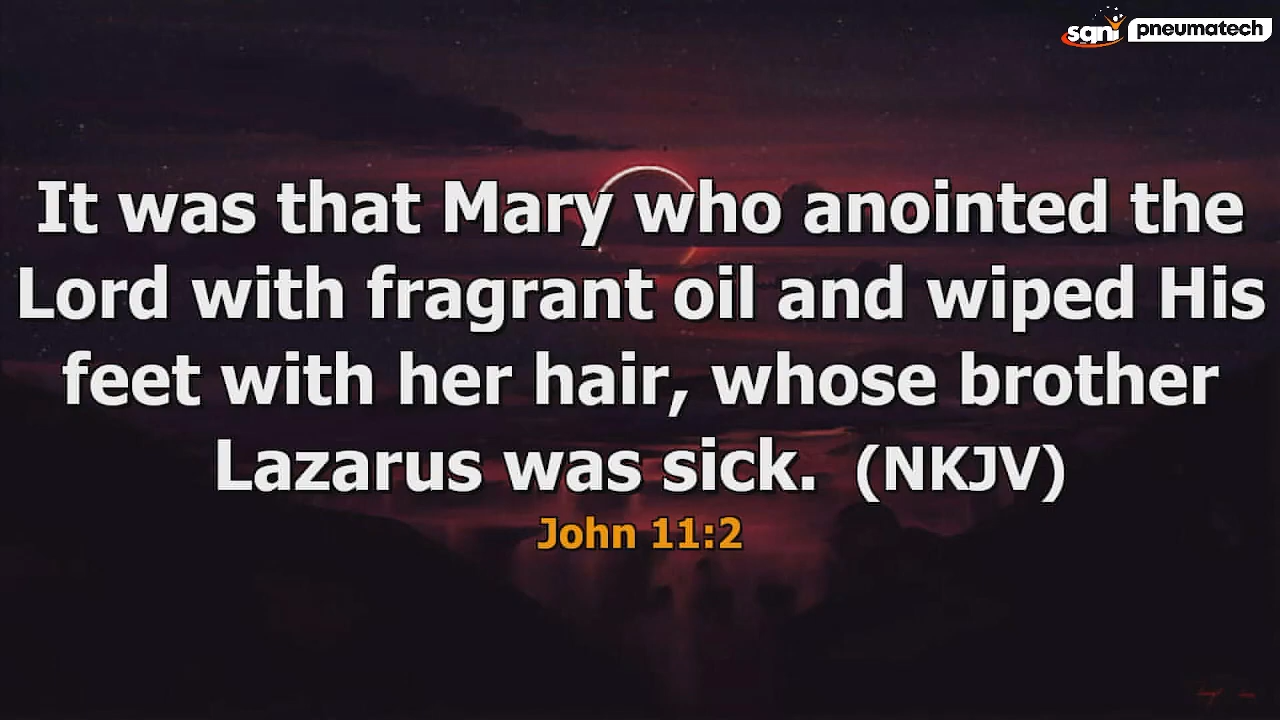 sqni pneumatech
It was that Mary who anointed the
Lord with fragrant oil and wiped His
feet with her hair, whose brother
Lazarus was sick.  (NKJV)
John 11:2